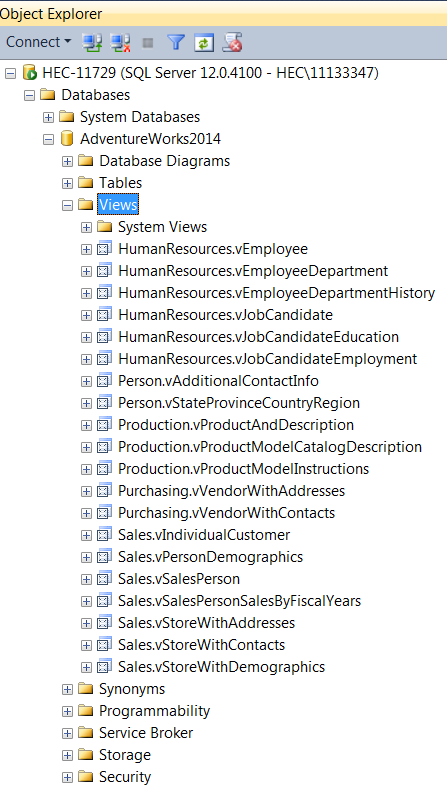 Object Explorer
Connect
HEC-11729 (SQL Server 12.0.4100 - HEC\11133347)
Databases
System Databases
AdventureWorks2014
Database Diagrams
Tables
Views
System Views
HumanResources.vEmployee
HumanResources.vEmployeeDepartment
HumanResources.vEmployeeDepartmentHistory
HumanResources.vJobCandidate
HumanResources.vJobCandidateEducation
HumanResources.vJobCandidateEmployment
Person.vAdditionalContactInfo
Person.vStateProvinceCountryRegion
Production.vProductAndDescription
Production.vProductModelCatalogDescription
Production.vProductModelInstructions
Purchasing.vVendorWithAddresses
Purchasing.vVendorWithContacts
Sales.vIndividualCustomer
Sales.vPersonDemographics
Sales.vSalesPerson
Sales.vSalesPersonSalesByFiscalYears
Sales.vStoreWithAddresses
Sales.vStoreWithContacts
Sales.vStoreWithDemographics
Synonyms
Programmability
Service Broker
Storage
Security